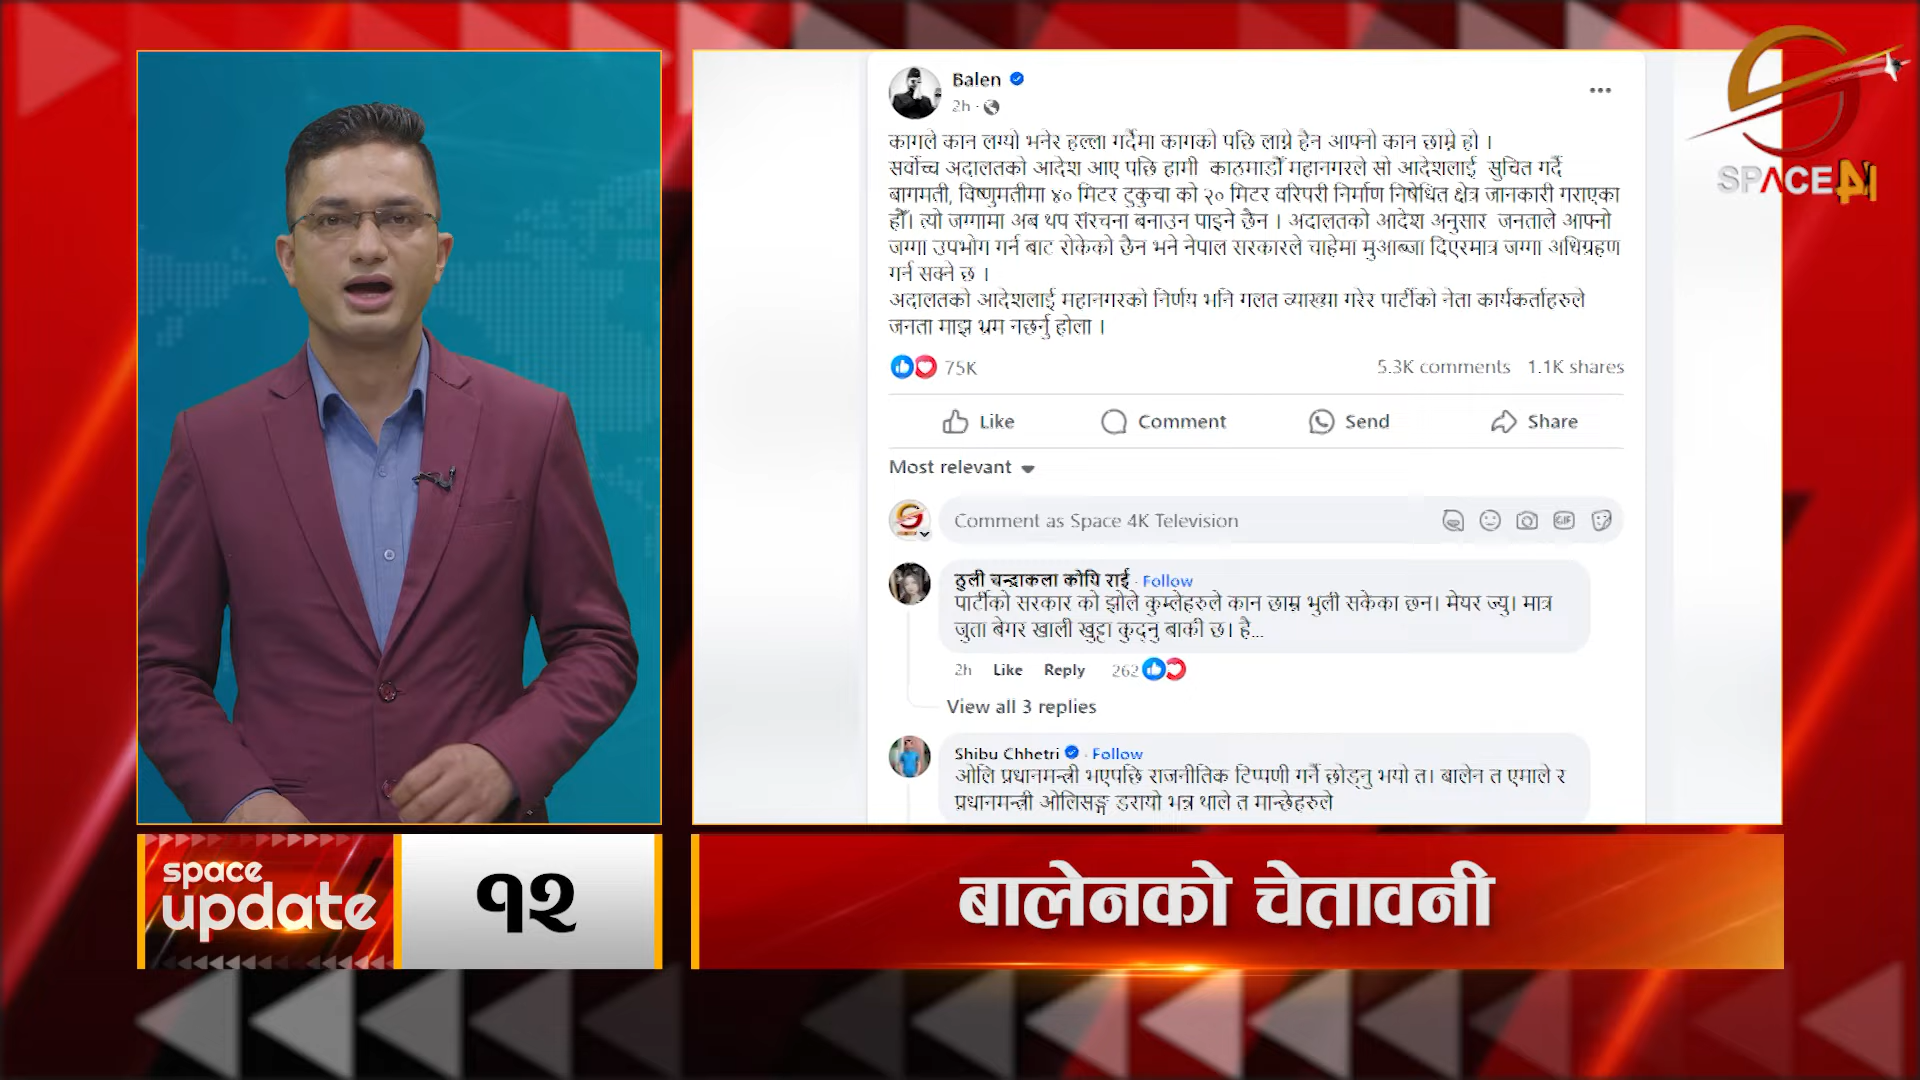 Balen
2h ·
कागले कान लग्यो भनेर हल्ला गर्दैमा कागको पछि लाग्ने हैन आफ्नो कान छाम्ने हो ।
सर्वोच्च अदालतको आदेश आए पछि हामी काठमाडौँ महानगरले सो आदेशलाई सुचित गर्दै
बागमती, विष्णुमतीमा ४० मिटर टुकुचा को २० मिटर वरिपरी निर्माण निषेधित क्षेत्र जानकारी गराएका
हौँ। त्यो जग्गामा अब थप संरचना बनाउन पाइने छैन । अदालतको आदेश अनुसार जनताले आफ्नो
जग्गा उपभोग गर्न बाट रोकेको छैन भने नेपाल सरकारले चाहेमा मुआब्जा दिएरमात्र जग्गा अधिग्रहण
गर्न सक्ने छ ।
अदालतको आदेशलाई महानगरको निर्णय भनि गलत व्याख्या गरेर पार्टीको नेता कार्यकर्ताहरुले
जनता माझ भ्रम नछर्नु होला ।
75K 5.3K comments 1.1K shares
Like Comment Send Share
Most relevant
Comment as Space 4K Television GIF
ठुली चन्द्राकला कोयि राई · Follow
पार्टीको सरकार को झोले कुम्लेहरुले कान छाम्न भुली सकेका छन। मेयर ज्यु। मात्र
जुता बेगर खाली खुट्टा कुद्नु बाकी छ। है...
2h Like Reply 262
View all 3 replies
Shibu Chhetri · Follow
ओलि प्रधानमन्त्री भएपछि राजनीतिक टिप्पणी गर्नै छोड्नु भयो त। बालेन त एमाले र
प्रधानमन्त्री ओलिसङ्ग डरायो भन्न थाले त मान्छेहरुले
SPACE 4
space
update
१२
बालेनको चेतावनी